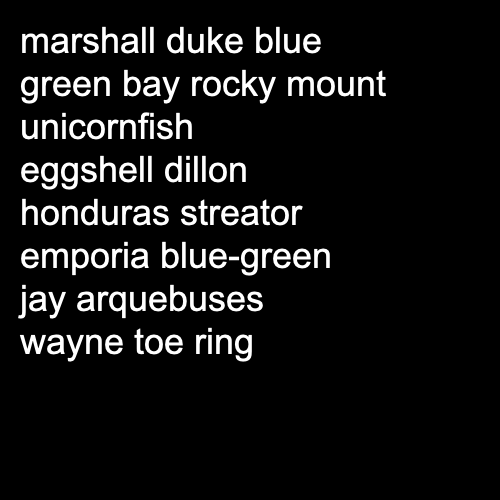 marshall duke blue
green bay rocky mount
unicornfish
eggshell dillon
honduras streator
emporia blue-green
jay arquebuses
wayne toe ring